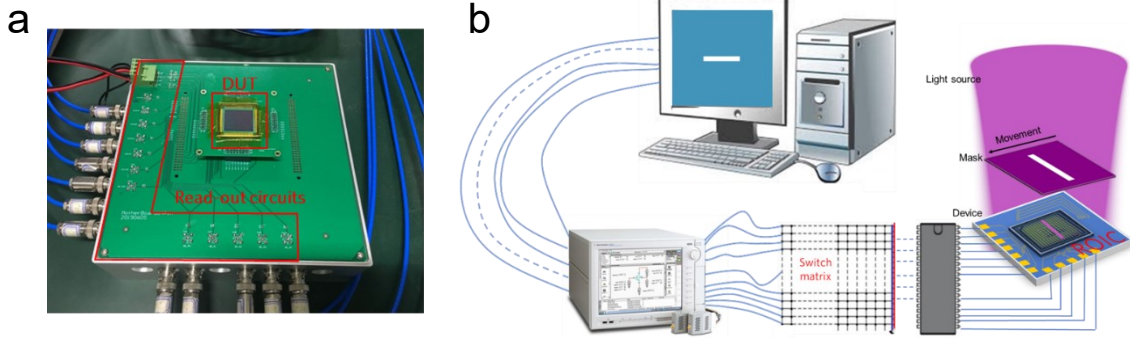 a
DUT
Read-out circuits
b
Light source
Movement
Mask
Device
ROIC
Switch
matrix